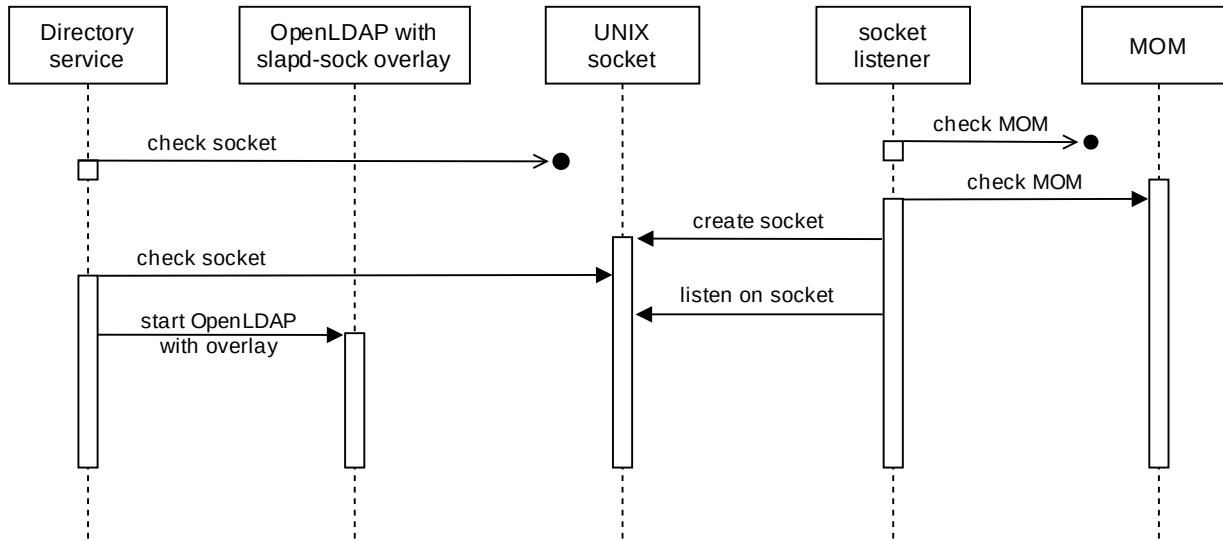 Directory
service
OpenLDAP with
slapd-sock overlay
UNIX
socket
socket
listener
MOM
check MOM
check socket
check MOM
create socket
check socket
listen on socket
start OpenLDAP
with overlay